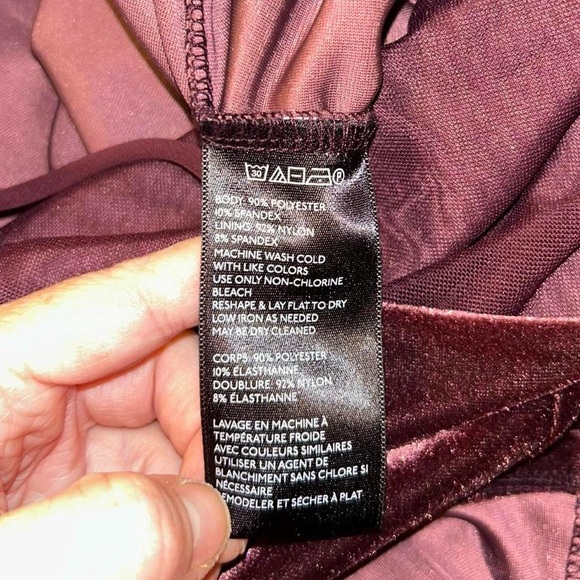 30 P
BODY: 90% POLYESTER
10% SPANDEX
LINING: 92% NYLON
8% SPANDEX
MACHINE WASH COLD
WITH LIKE COLORS
USE ONLY NON-CHLORINE
BLEACH
RESHAPE & LAY FLAT TO DRY
LOW IRON AS NEEDED
MAY BE DRY CLEANED
CORPS: 90% POLYESTER
10% ÉLASTHANNE
DOUBLURE: 92% NYLON
8% ÉLASTHANNE
LAVAGE EN MACHINE À
TEMPÉRATURE FROIDE
AVEC COULEURS SIMILAIRES
UTILISER UN AGENT DE
BLANCHIMENT SANS CHLORE SI
NÉCESSAIRE
REMODELER ET SÉCHER À PLAT